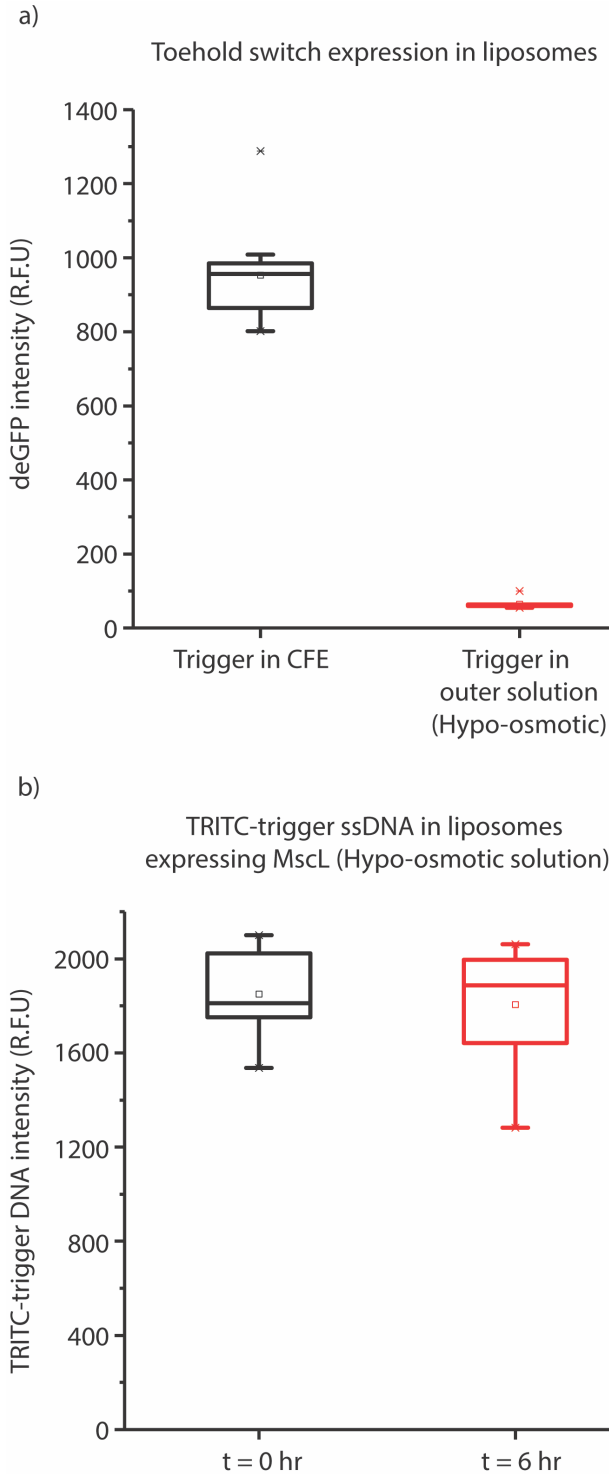 a)
Toehold switch expression in liposomes
deGFP intensity (R.F.U)
1400
1200
1000
800
600
400
200
0
Trigger in CFE
Trigger in
outer solution
(Hypo-osmotic)
b)
TRITC-trigger ssDNA in liposomes
expressing MscL (Hypo-osmotic solution)
TRITC-trigger DNA intensity (R.F.U)
2000
1600
1200
800
400
0
t = 0 hr
t = 6 hr